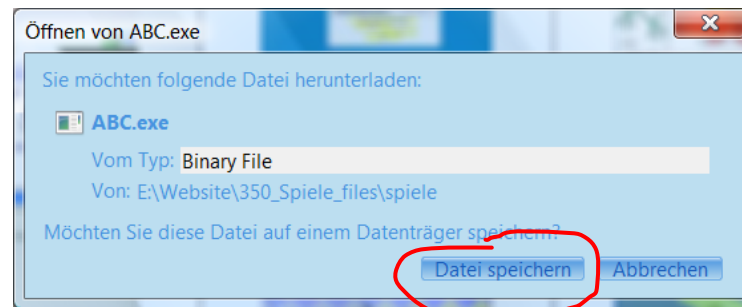 Öffnen von ABC.exe
Sie möchten folgende Datei herunterladen:
ABC.exe
Vom Typ: Binary File
Von: E:\Website\350_Spiele_files\spiele
Möchten Sie diese Datei auf einem Datenträger speichern?
Datei speichern Abbrechen